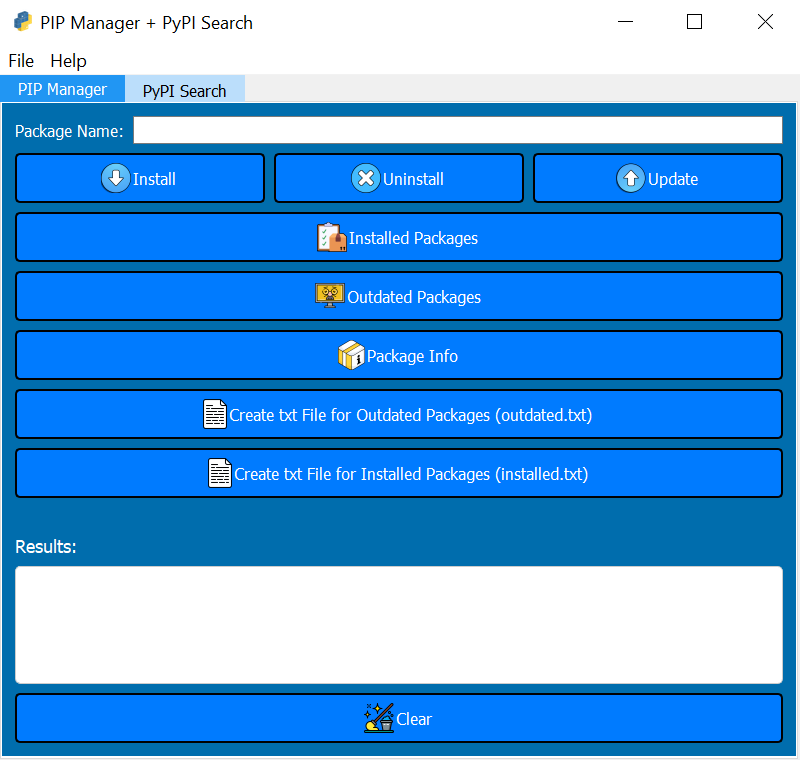 PIP Manager + PyPI Search
File Help
PIP Manager PyPI Search
Package Name:
Install Uninstall Update
Installed Packages
Outdated Packages
Package Info
Create txt File for Outdated Packages (outdated.txt)
Create txt File for Installed Packages (installed.txt)
Results:
Clear